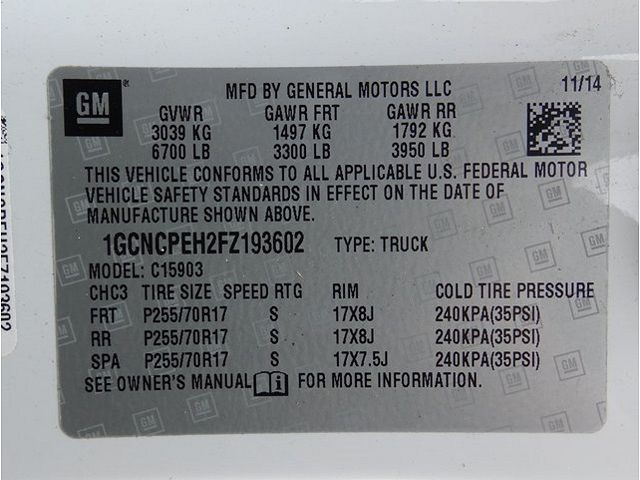 GM
MFD BY GENERAL MOTORS LLC 11/14
GVWR GAWR FRT GAWR RR
3039 KG 1497 KG 1792 KG
6700 LB 3300 LB 3950 LB
THIS VEHICLE CONFORMS TO ALL APPLICABLE U.S. FEDERAL MOTOR
VEHICLE SAFETY STANDARDS IN EFFECT ON THE DATE OF
MANUFACTURE SHOWN ABOVE.
1GCNCPEH2FZ193602 TYPE: TRUCK
MODEL: C15903
CHC3 TIRE SIZE SPEED RTG RIM COLD TIRE PRESSURE
FRT P255/70R17 S 17X8J 240KPA(35PSI)
RR P255/70R17 S 17X8J 240KPA(35PSI)
SPA P255/70R17 S 17X7.5J 240KPA(35PSI)
SEE OWNER'S MANUAL FOR MORE INFORMATION.